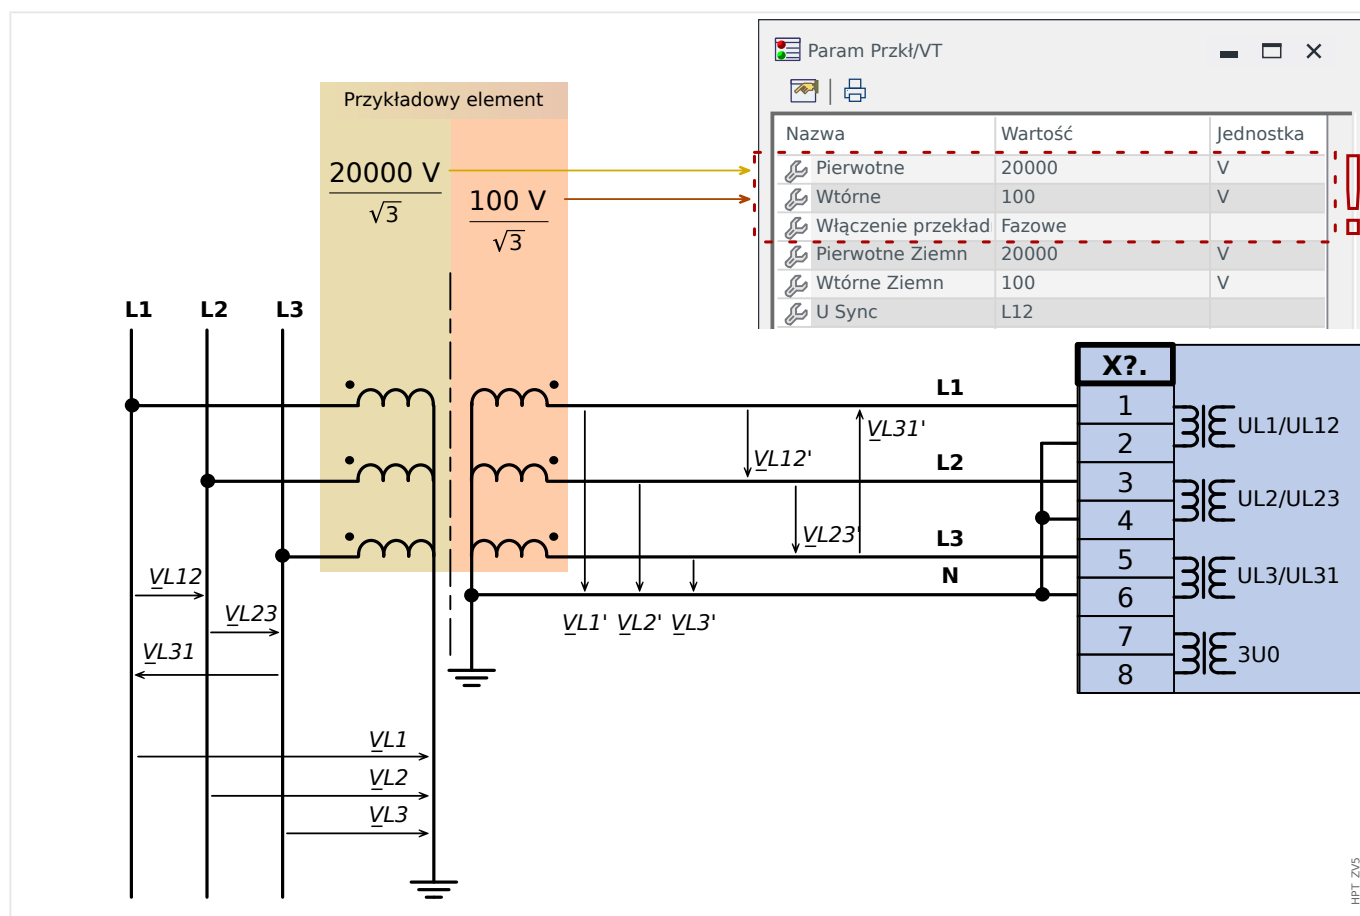 Param Przkł/VT
Nazwa Wartość Jednostka
Pierwotne 20000 V
Wtórne 100 V
Włączenie przekład Fazowe
Pierwotne Ziemn 20000 V
Wtórne Ziemn 100 V
U Sync L12
Przykładowy element
20000 V
√3
100 V
√3
L1 L2 L3
X?.
1
2
3
4
5
6
7
8
UL1/UL12
UL2/UL23
UL3/UL31
3U0
L1
L2
L3
N
VL31'
VL12'
VL23'
VL1' VL2' VL3'
VL12
VL23
VL31
VL1
VL2
VL3
HPT_ZV5